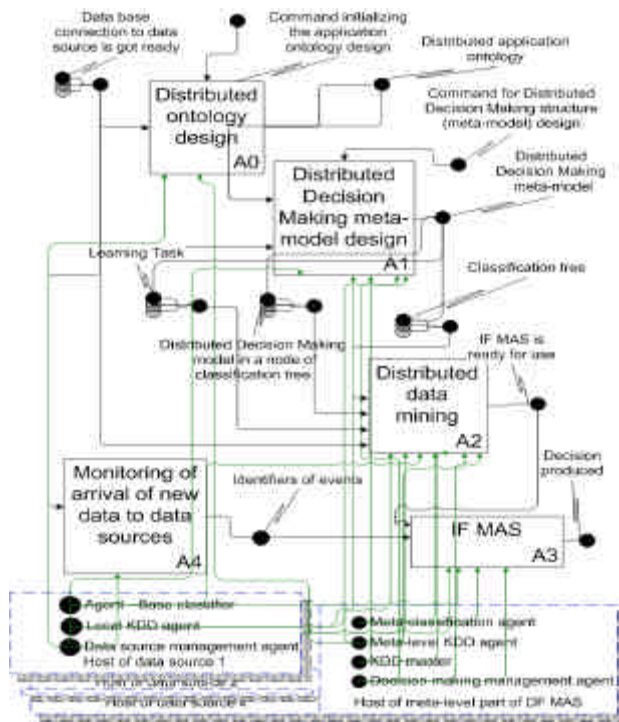 Data base
connection to data
source is got ready
Command initializing
the application
ontology design
Distributed application
ontology
Distributed
ontology
design
A0
Command for Distributed
Decision Making structure
(meta-model) design
Distributed
Decision
Making meta-
model design
A1
Distributed
Decision Making
meta-model
Learning Task
Classification tree
Distributed Decision Making
model in a node of
classification tree
IF MAS is
ready for use
Distributed
data
mining
A2
Decision
produced
Monitoring of
arrival of new
data to data
sources
A4
Identifiers of events
IF MAS
A3
Agent –Base classifier
Local KDD agent
Data source management agent
Host of data source 1
Meta-classification agent
Meta-level KDD agent
KDD master
Decision-making management agent
Host of meta-level part of DF MAS